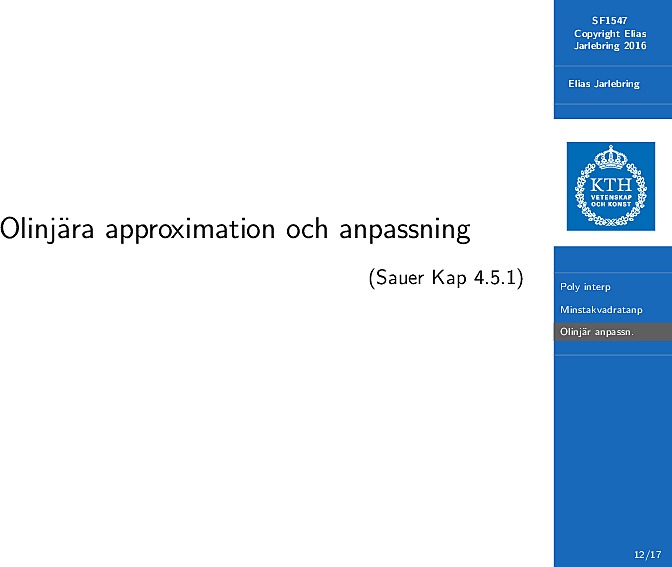 Olinjära approximation och anpassning
(Sauer Kap 4.5.1)
SF1547
Copyright Elias
Jarlebring 2016
Elias Jarlebring
KTH
VETENSKAP
OCH KONST
Poly interp
Minstakvadratanp
Olinjär anpassn.
12/17